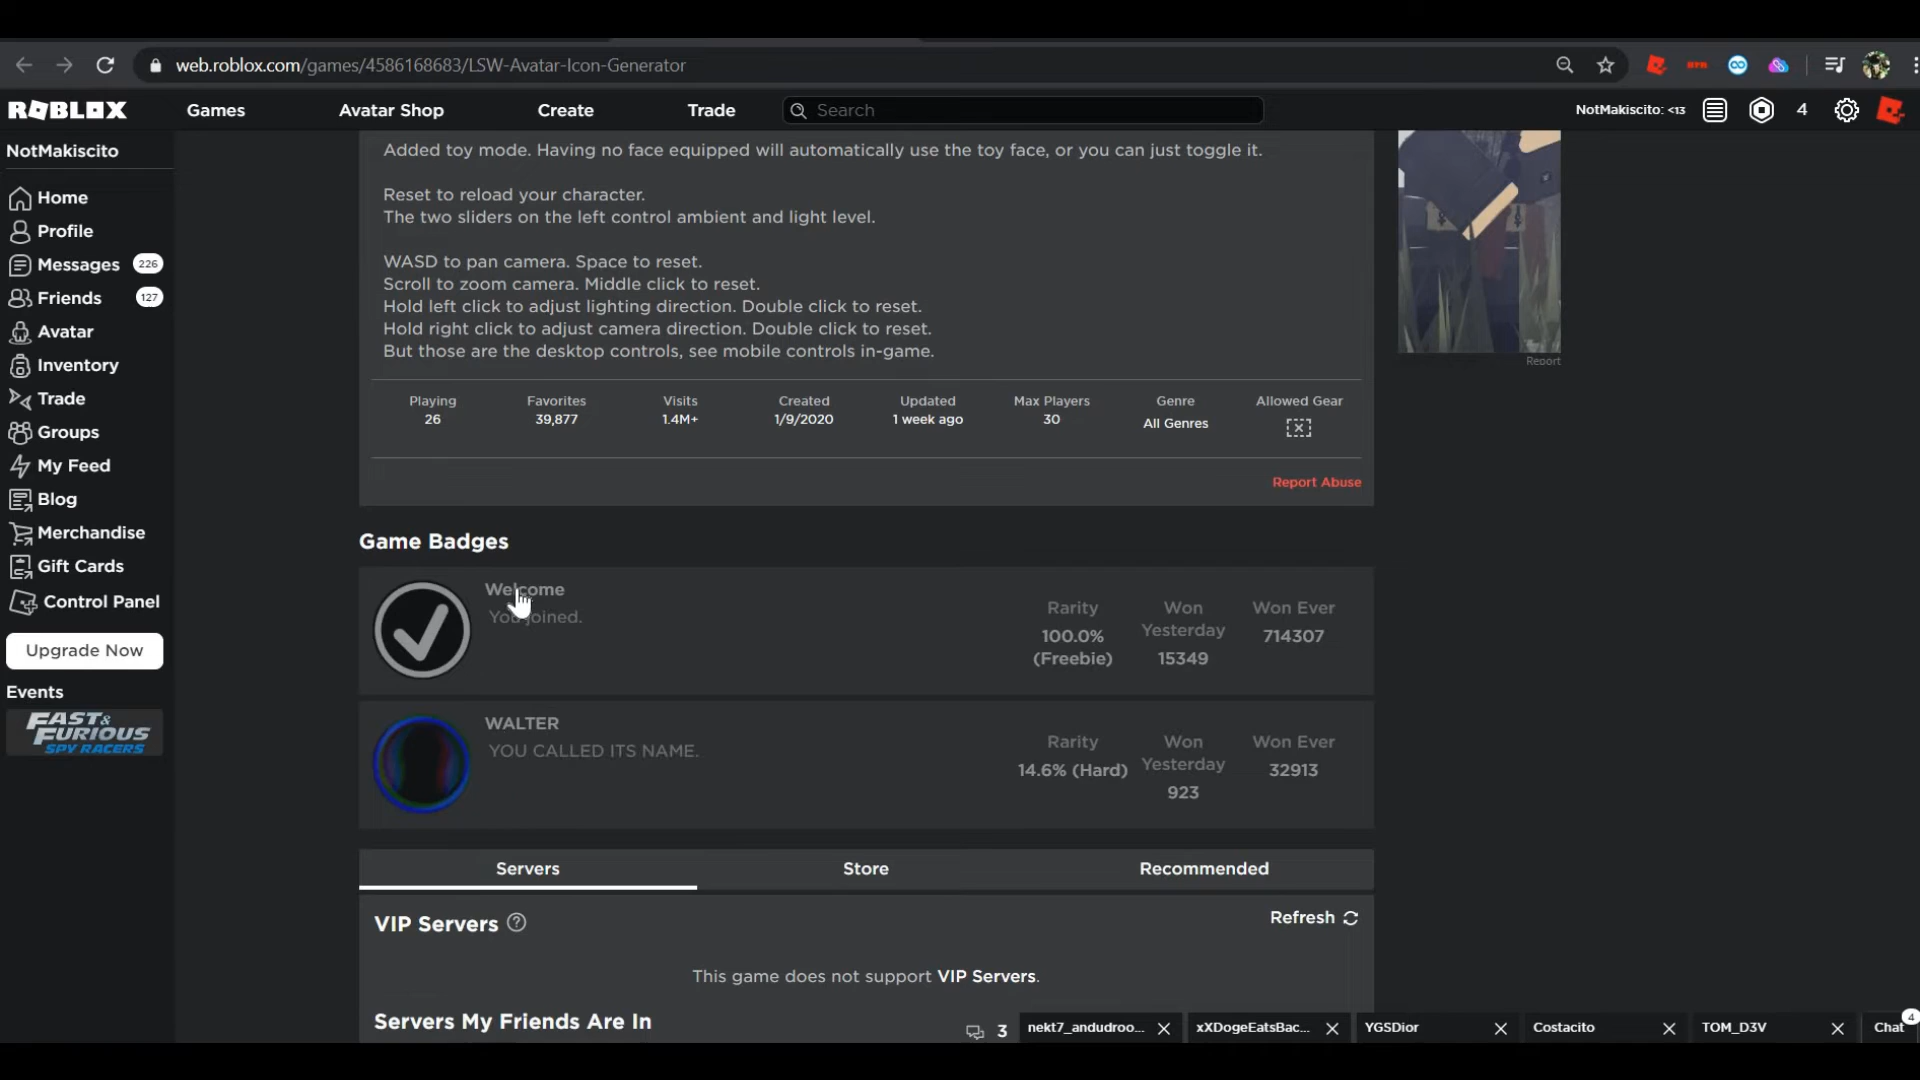 web.roblox.com/games/4586168683/LSW-Avatar-Icon-Generator
ROBLOX
Games
Avatar Shop
Create
Trade
Search
NotMakiscito: <13
4
NotMakiscito
Home
Profile
Messages 226
Friends 127
Avatar
Inventory
Trade
Groups
My Feed
Blog
Merchandise
Gift Cards
Control Panel
Upgrade Now
Events
FAST &
FURIOUS
SPY RACERS
Added toy mode. Having no face equipped will automatically use the toy face, or you can just toggle it.
Reset to reload your character.
The two sliders on the left control ambient and light level.
WASD to pan camera. Space to reset.
Scroll to zoom camera. Middle click to reset.
Hold left click to adjust lighting direction. Double click to reset.
Hold right click to adjust camera direction. Double click to reset.
But those are the desktop controls, see mobile controls in-game.
Report
Playing
26
Favorites
39,877
Visits
1.4M+
Created
1/9/2020
Updated
1 week ago
Max Players
30
Genre
All Genres
Allowed Gear
Report Abuse
Game Badges
Welcome
You joined.
Rarity
100.0%
(Freebie)
Won
Yesterday
15349
Won Ever
714307
WALTER
YOU CALLED ITS NAME.
Rarity
14.6% (Hard)
Won
Yesterday
923
Won Ever
32913
Servers
Store
Recommended
VIP Servers
Refresh
This game does not support VIP Servers.
Servers My Friends Are In
3
nekt7_andudroo...
xXDogeEatsBac...
YGSDior
Costacito
TOM_D3V
Chat
4